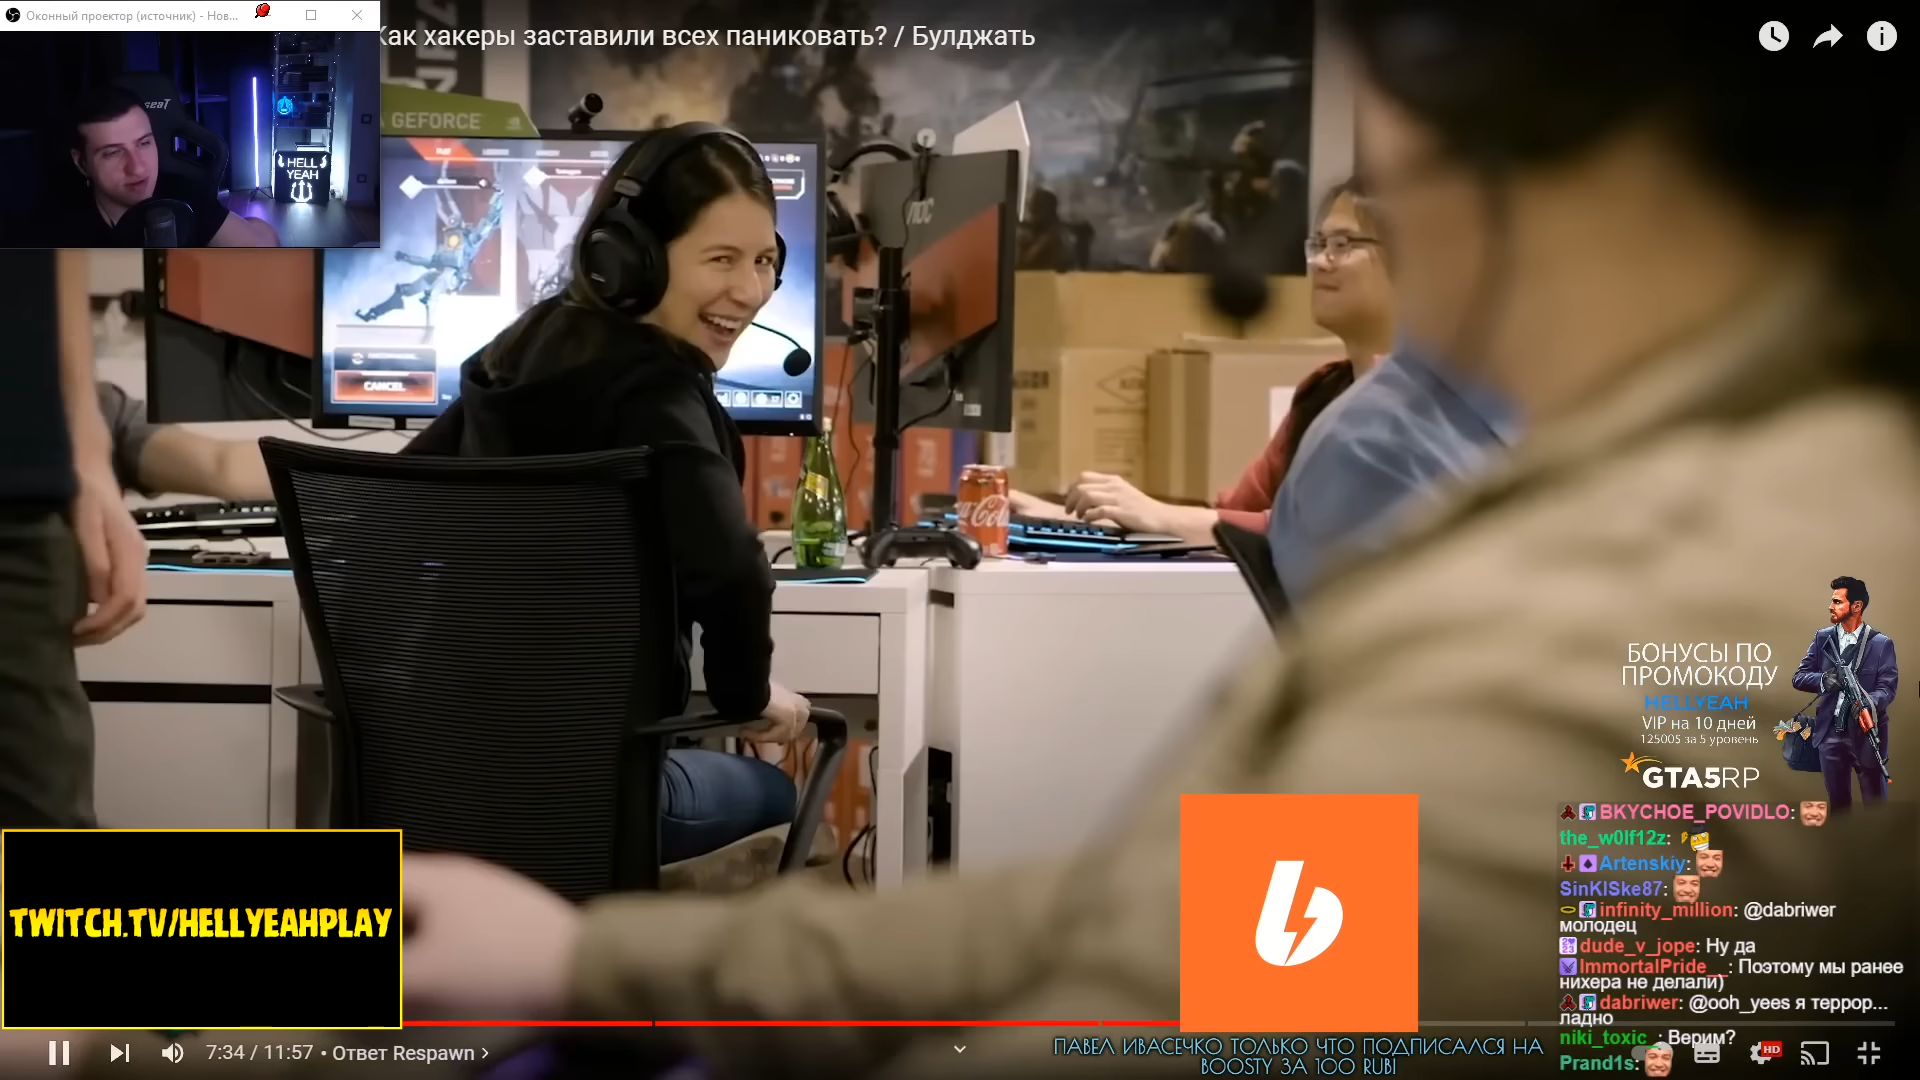 Оконный проектор (источник) - Нов...
Как хакеры заставили всех паниковать? / Булджать
GEFORCE
HELL
YEAH
AOC
CANCEL
БОНУСЫ ПО
ПРОМОКОДУ
HELLYEAH
VIP на 10 дней
125000$ за 5 уровень
GTA5RP
BKYCHOE_POVIDLO:
the_w0lf12z:
Artenskiy:
SinKISke87:
infinity_million: @dabriwer
молодец
dude_v_jope: Ну да
ImmortalPride__: Поэтому мы ранее
нихера не делали)
dabriwer: @ooh_yees я террор...
ладно
niki_toxic_: Верим?
Prand1s:
TWITCH.TV/HELLYEAHPLAY
7:34 / 11:57 • Ответ Respawn
ПАВЕЛ ИВАСЕЧКО ТОЛЬКО ЧТО ПОДПИСАЛСЯ НА
BOOSTY ЗА 100 RUB!
HD